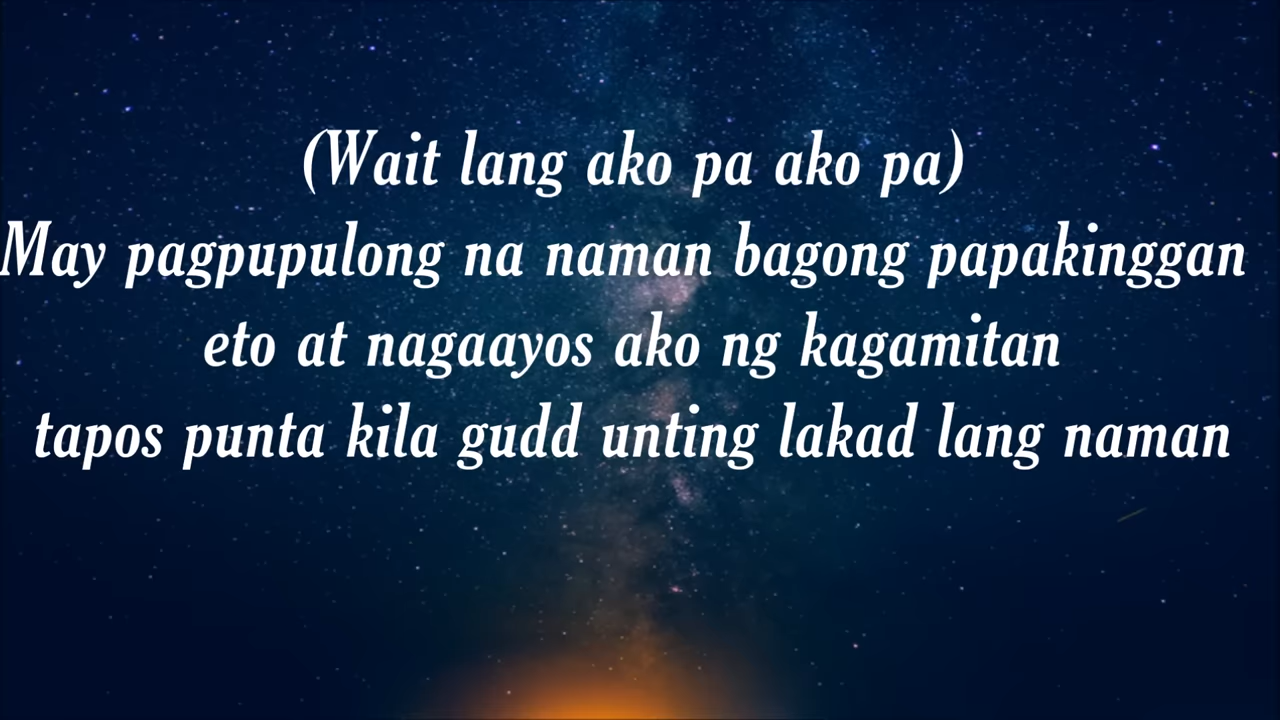 (Wait lang ako pa ako pa)
May pagpupulong na naman bagong papakinggan
eto at nagaayos ako ng kagamitan
tapos punta kila gudd unting lakad lang naman